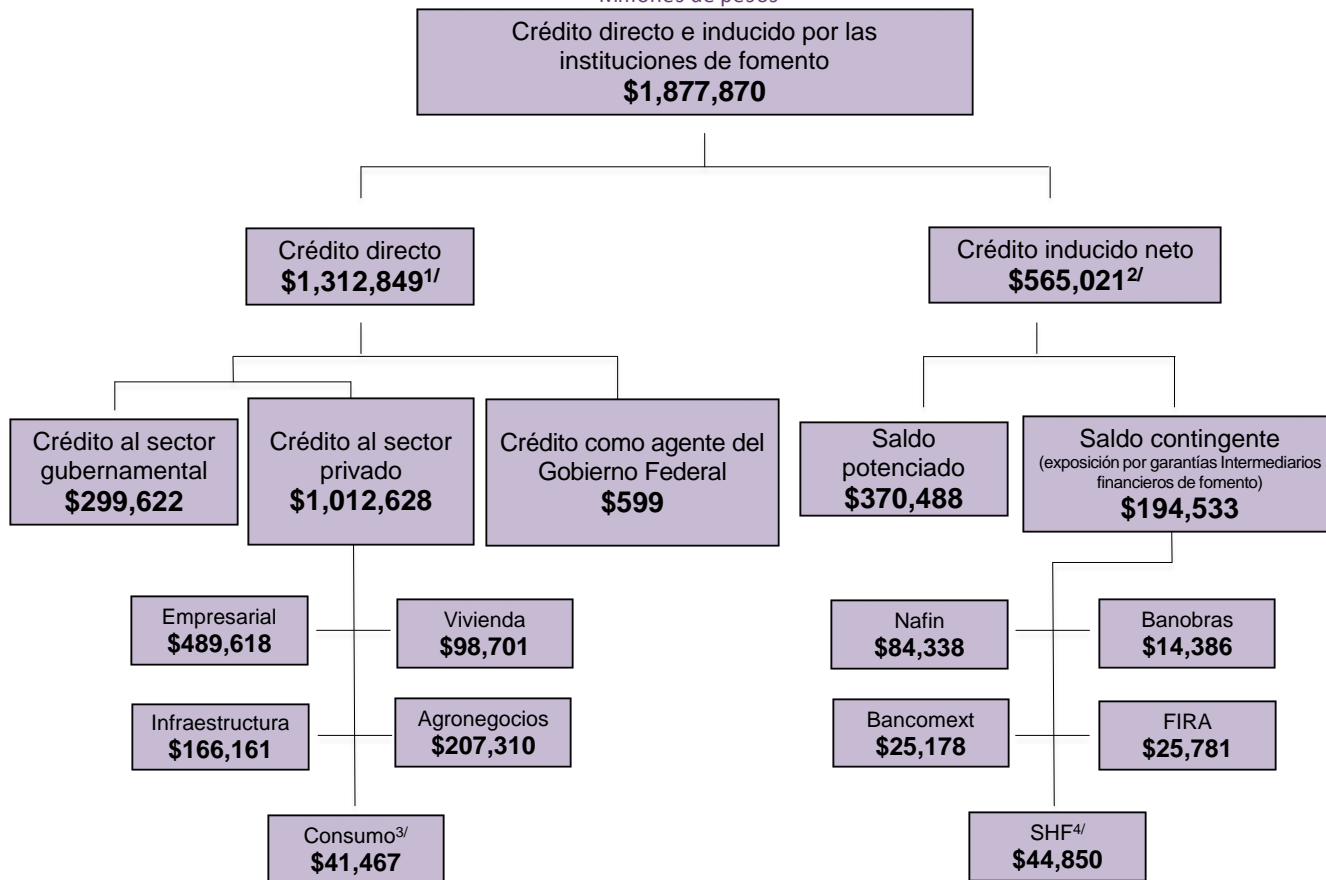 Millones de pesos
Crédito directo e inducido por las
instituciones de fomento
$1,877,870
Crédito directo
$1,312,849¹/
Crédito inducido neto
$565,021²/
Crédito al sector
gubernamental
$299,622
Crédito al sector
privado
$1,012,628
Crédito como agente del
Gobierno Federal
$599
Saldo
potenciado
$370,488
Saldo contingente
(exposición por garantías Intermediarios
financieros de fomento)
$194,533
Empresarial
$489,618
Vivienda
$98,701
Infraestructura
$166,161
Agronegocios
$207,310
Consumo³/
$41,467
Nafin
$84,338
Banobras
$14,386
Bancomext
$25,178
FIRA
$25,781
SHF⁴/
$44,850